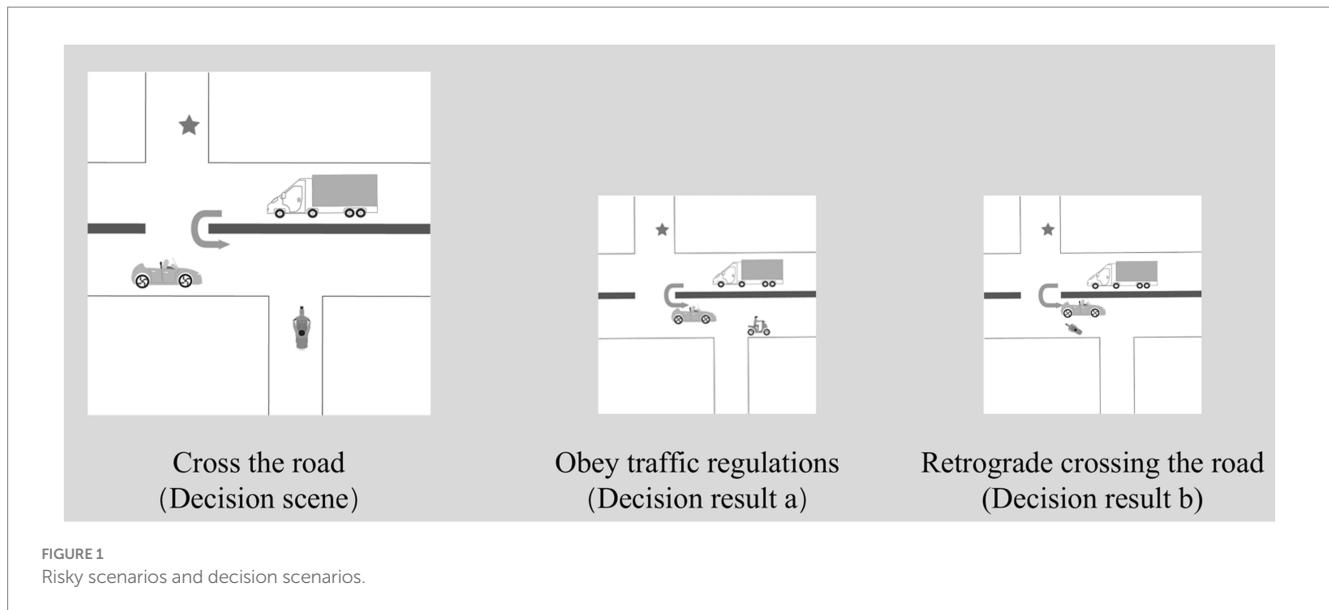 Cross the road
(Decision scene)
Obey traffic regulations
(Decision result a)
Retrograde crossing the road
(Decision result b)
FIGURE 1
Risky scenarios and decision scenarios.